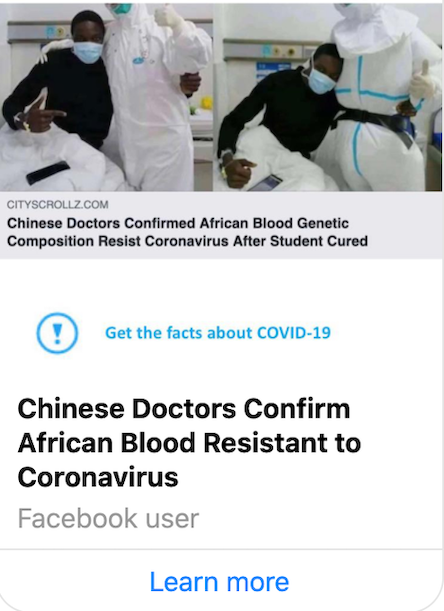 CITYSCROLLZ.COM
Chinese Doctors Confirmed African Blood Genetic
Composition Resist Coronavirus After Student Cured
Get the facts about COVID-19
Chinese Doctors Confirm
African Blood Resistant to
Coronavirus
Facebook user
Learn more